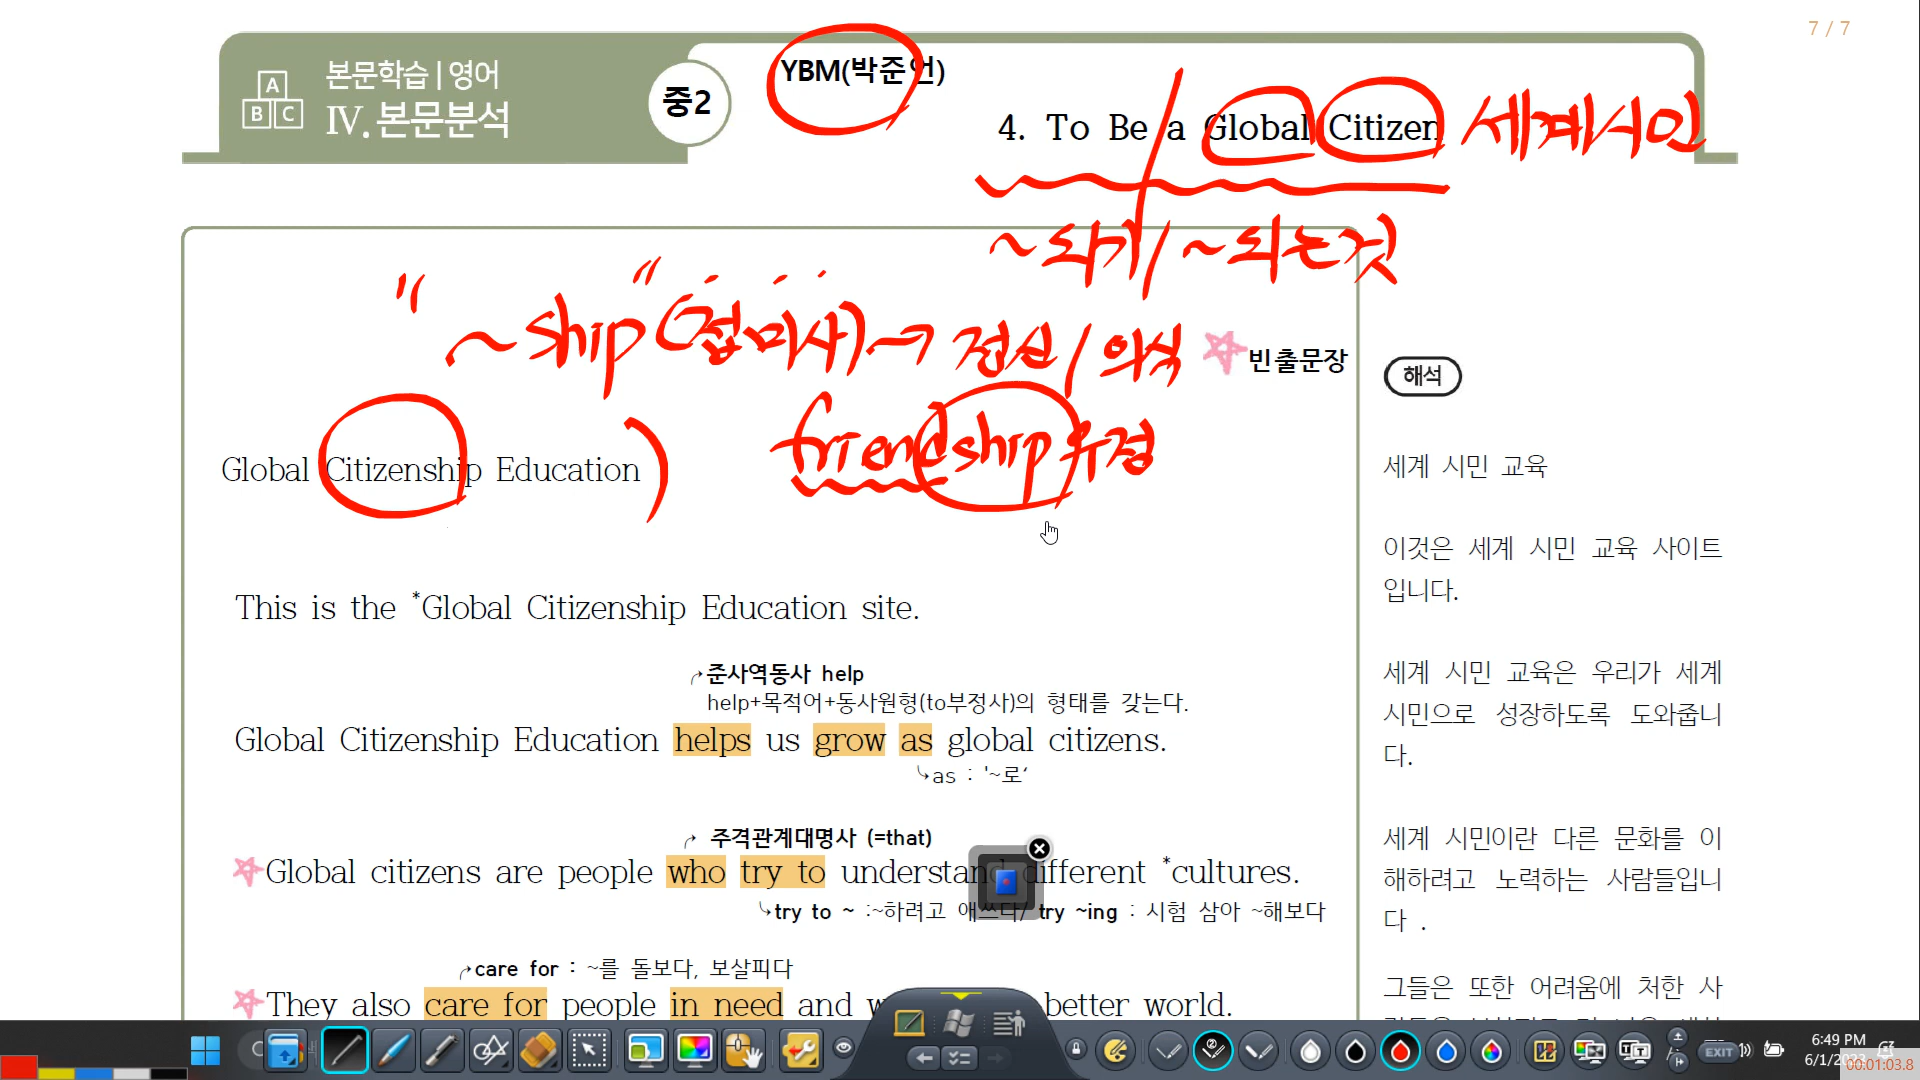 7 / 7
본문학습 | 영어
A
B C
Ⅳ. 본문분석
중2
YBM(박준언)
4. To Be a Global Citizen 세계시민
~되기/~되는것
"~ship"(접미사)→ 정신/의식
빈출문장
해석
friendship 우정
Global Citizenship Education
세계 시민 교육
This is the *Global Citizenship Education site.
이것은 세계 시민 교육 사이트
입니다.
준사역동사 help
help+목적어+동사원형(to부정사)의 형태를 갖는다.
Global Citizenship Education helps us grow as global citizens.
as : '~로‘
세계 시민 교육은 우리가 세계
시민으로 성장하도록 도와줍니
다.
주격관계대명사 (=that)
Global citizens are people who try to understand different *cultures.
try to ~ :~하려고 애쓰다/ try ~ing : 시험 삼아 ~해보다
세계 시민이란 다른 문화를 이
해하려고 노력하는 사람들입니
다 .
care for : ~를 돌보다, 보살피다
They also care for people in need and w better world.
그들은 또한 어려움에 처한 사
EXIT
6:49 PM
00:01:03.8